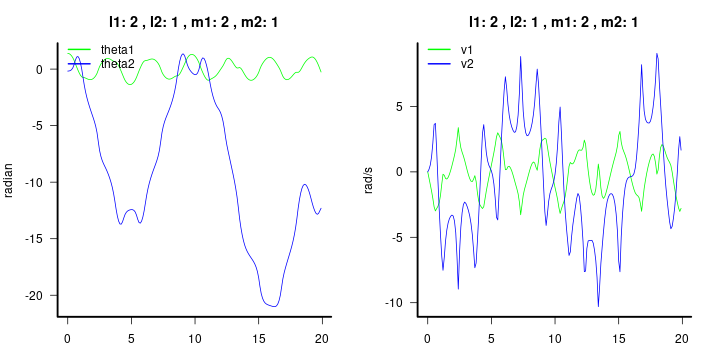 l1: 2 , l2: 1 , m1: 2 , m2: 1
theta1
theta2
radian
0
-5
-10
-15
-20
0 5 10 15 20
l1: 2 , l2: 1 , m1: 2 , m2: 1
v1
v2
rad/s
5
0
-5
-10
0 5 10 15 20